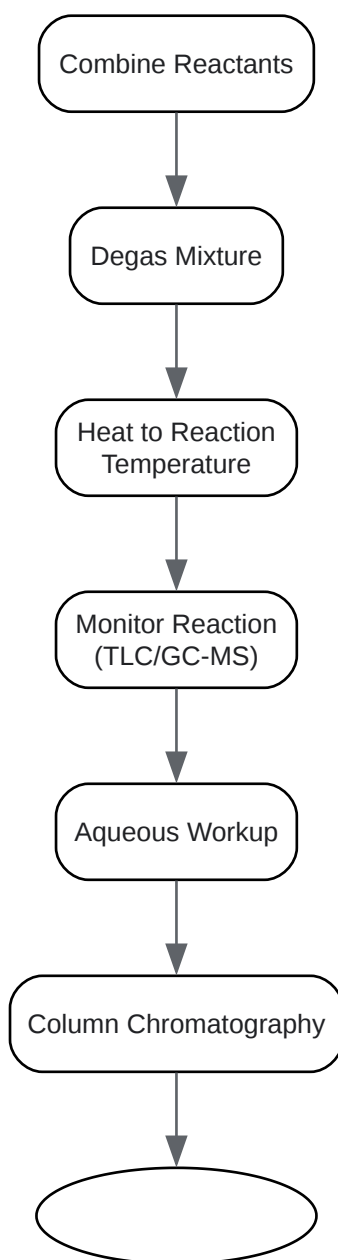 Combine Reactants
Degas Mixture
Heat to Reaction
Temperature
Monitor Reaction
(TLC/GC-MS)
Aqueous Workup
Column Chromatography